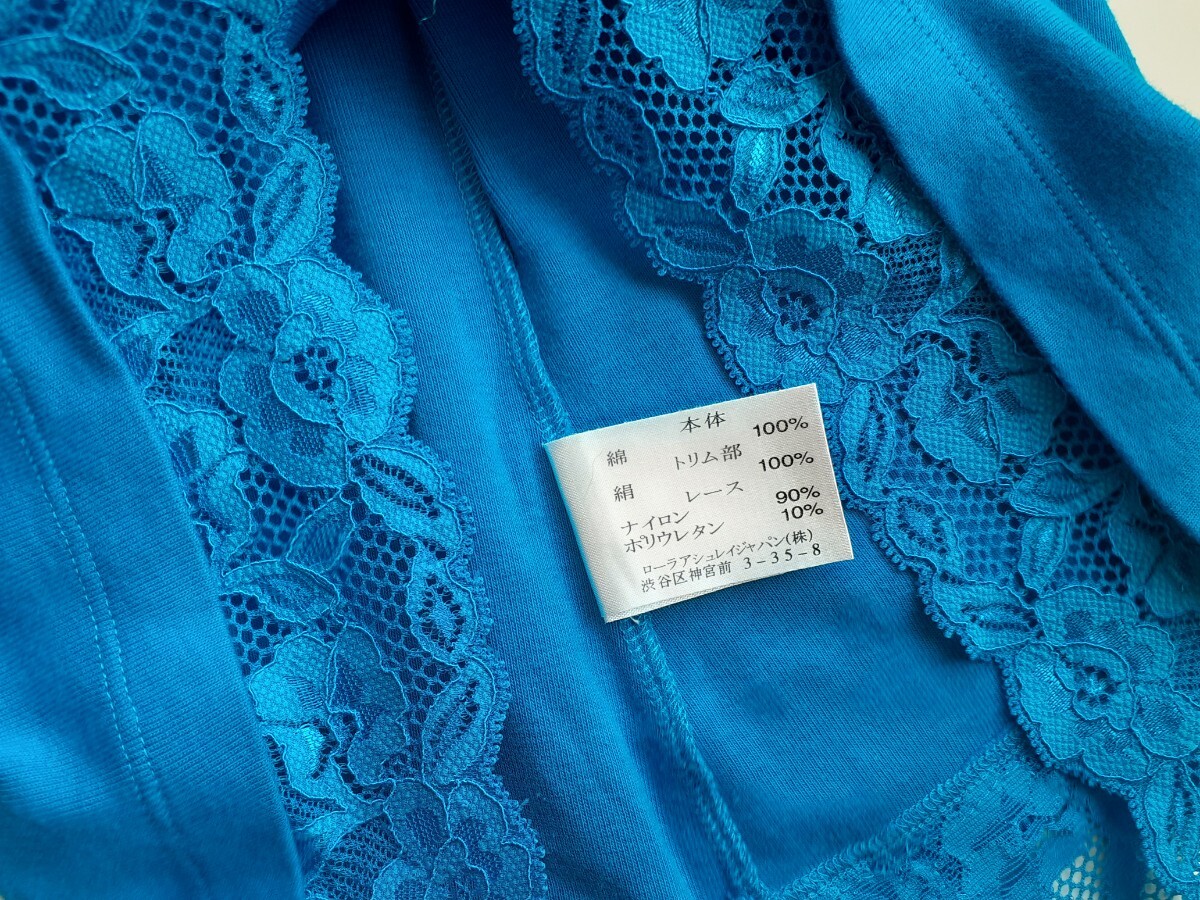 本体
綿 100%
トリム部
絹 100%
レース
ナイロン 90%
ポリウレタン 10%
ローラアシュレイジャパン(株)
渋谷区神宮前 3-35-8